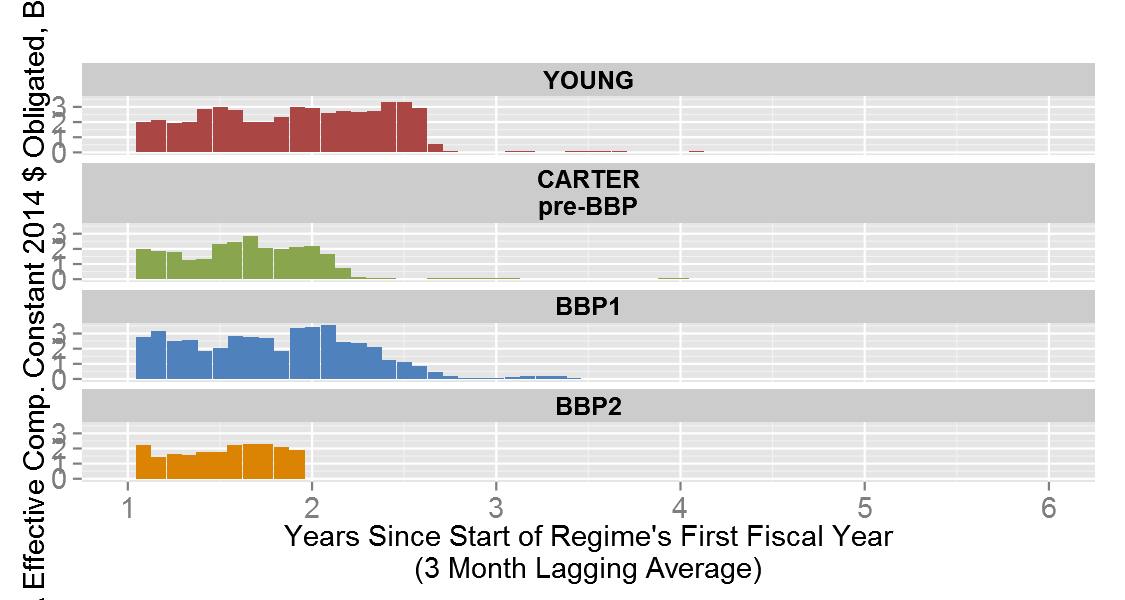 Effective Comp. Constant 2014 $ Obligated, B
YOUNG
3
2
1
0
CARTER
pre-BBP
3
2
1
0
BBP1
3
2
1
0
BBP2
3
2
1
0
1 2 3 4 5 6
Years Since Start of Regime's First Fiscal Year
(3 Month Lagging Average)